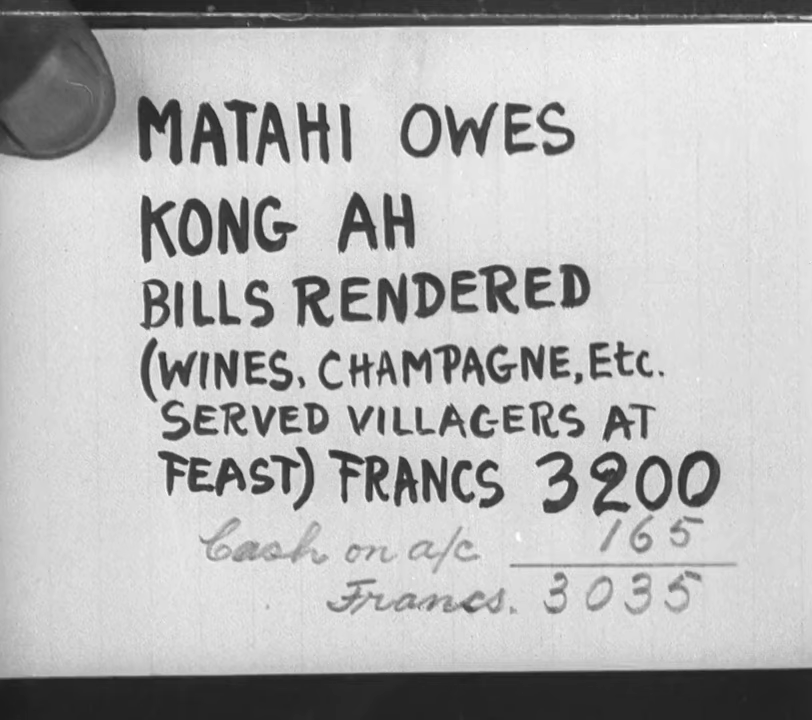 MATAHI OWES
KONG AH
BILLS RENDERED
(WINES, CHAMPAGNE, Etc.
SERVED VILLAGERS AT
FEAST) FRANCS 3200
Cash on a/c 165
Francs. 3035